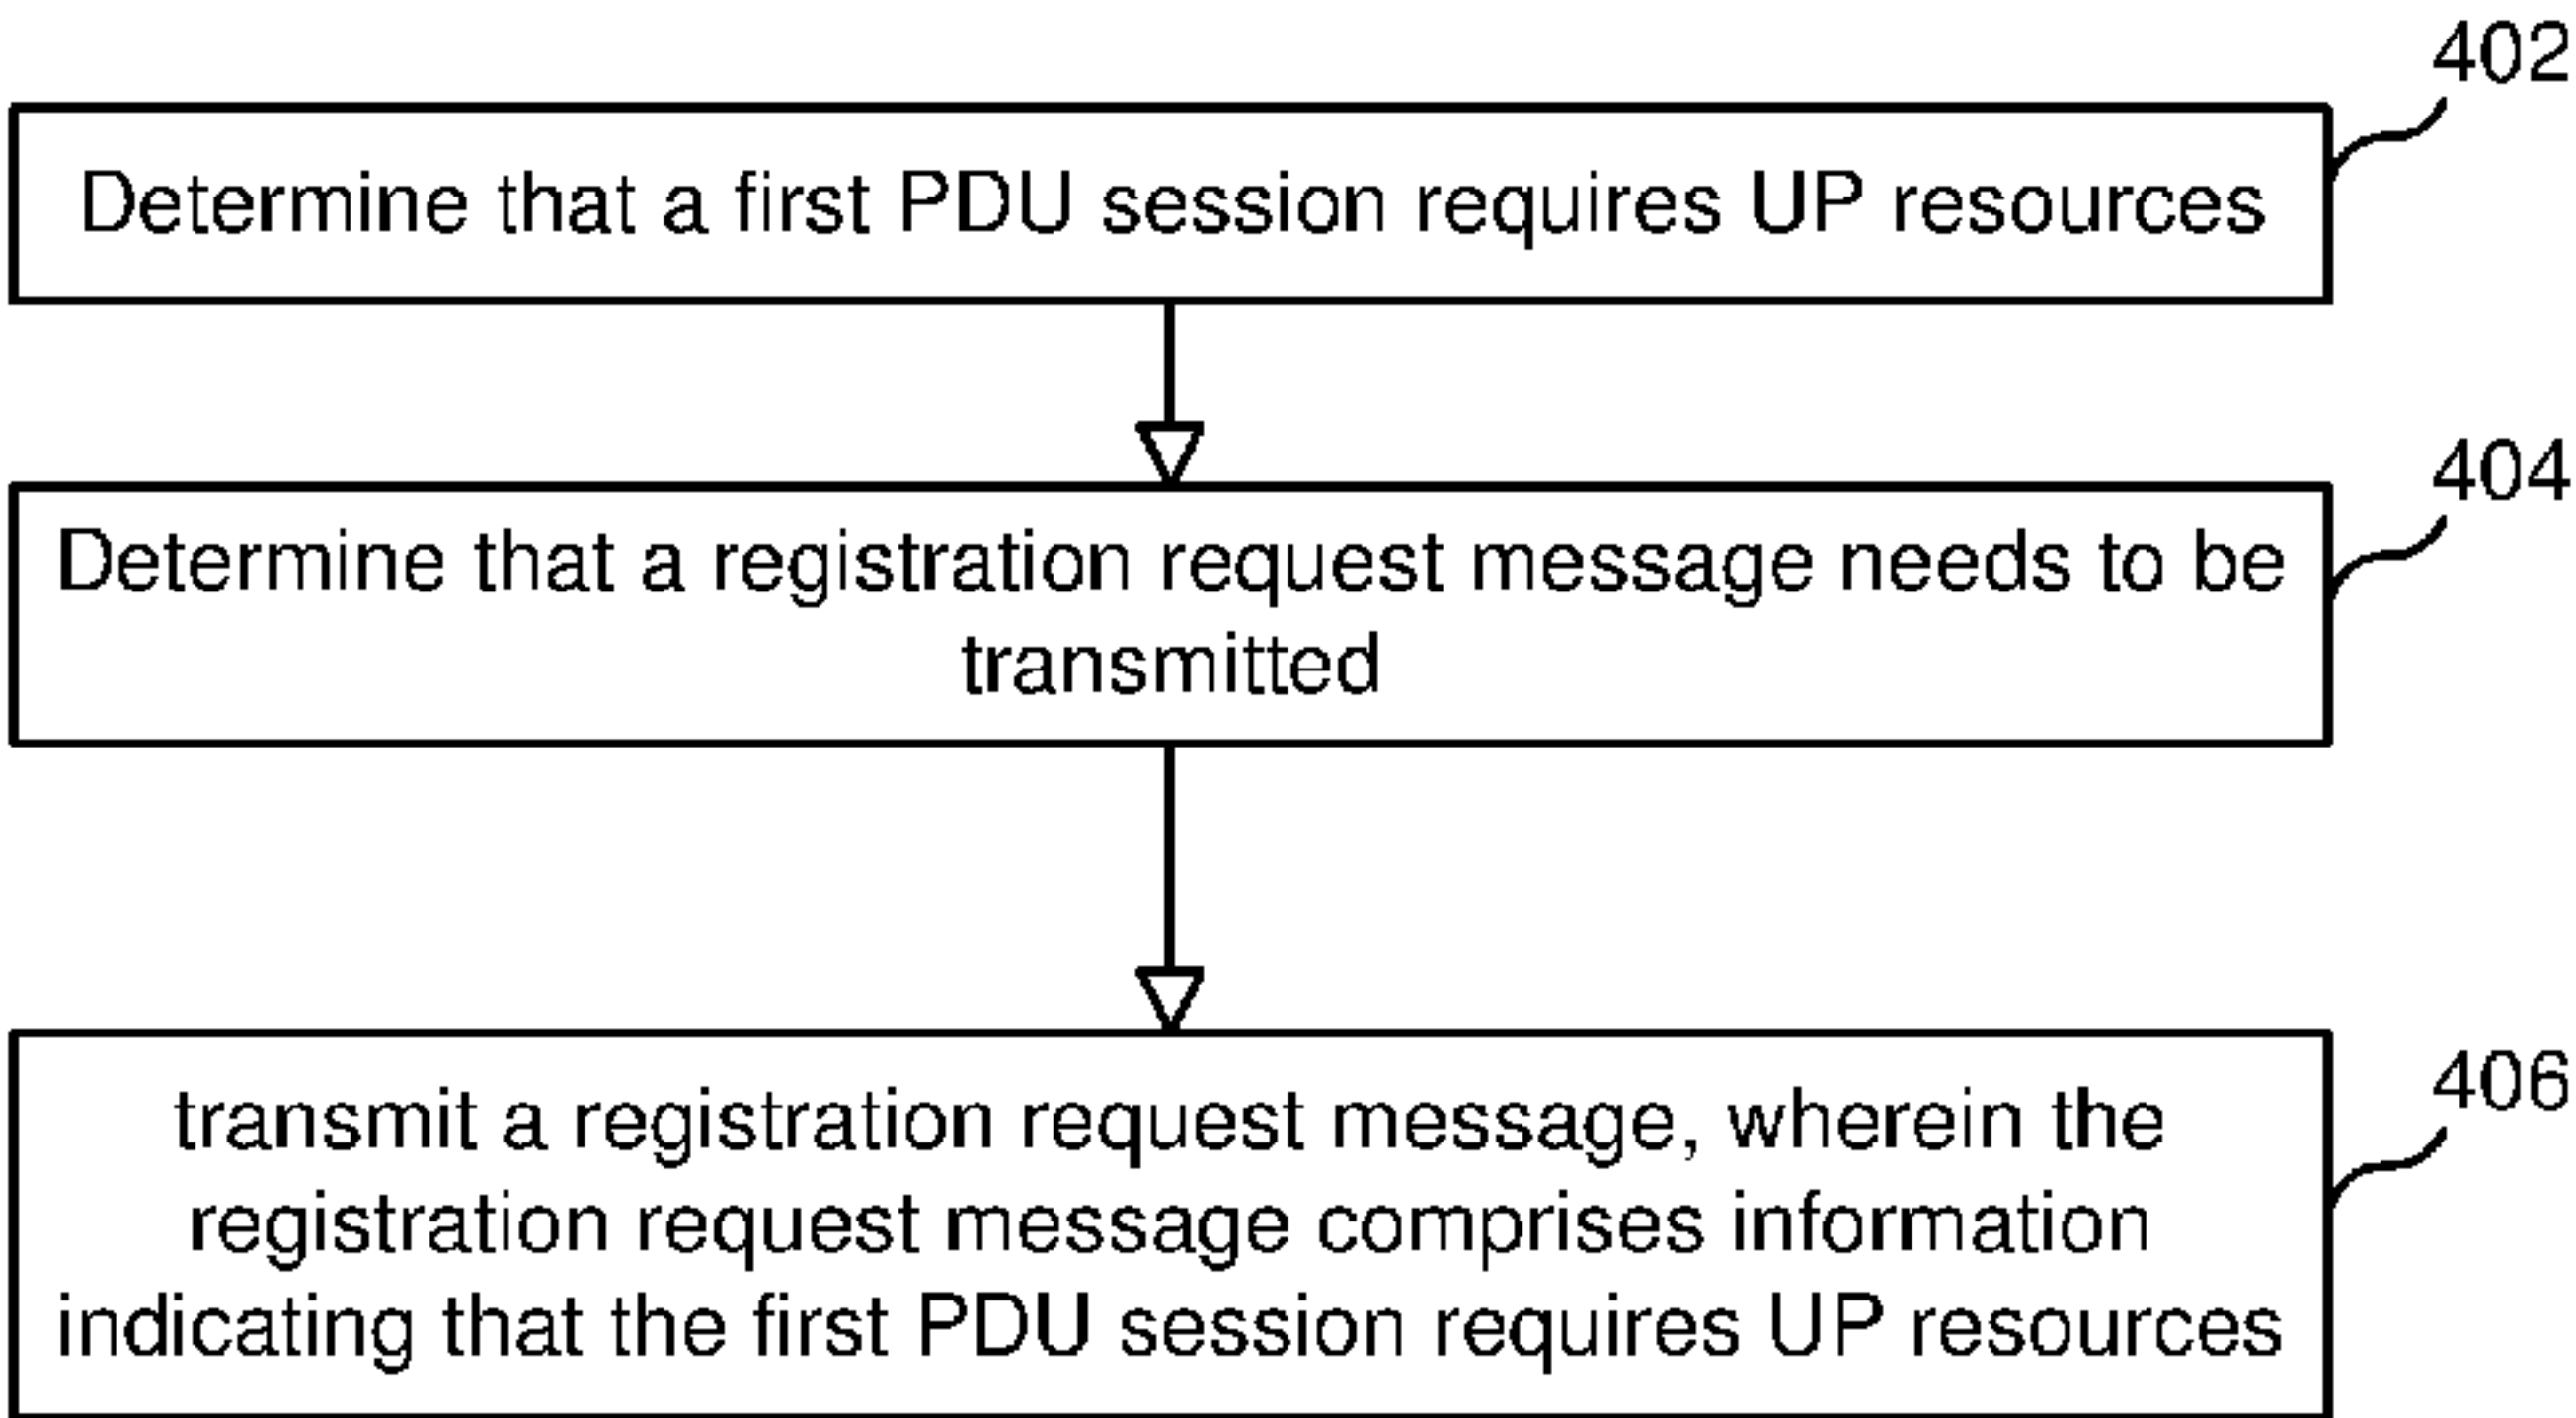 402
Determine that a first PDU session requires UP resources
404
Determine that a registration request message needs to be
transmitted
406
transmit a registration request message, wherein the
registration request message comprises information
indicating that the first PDU session requires UP resources